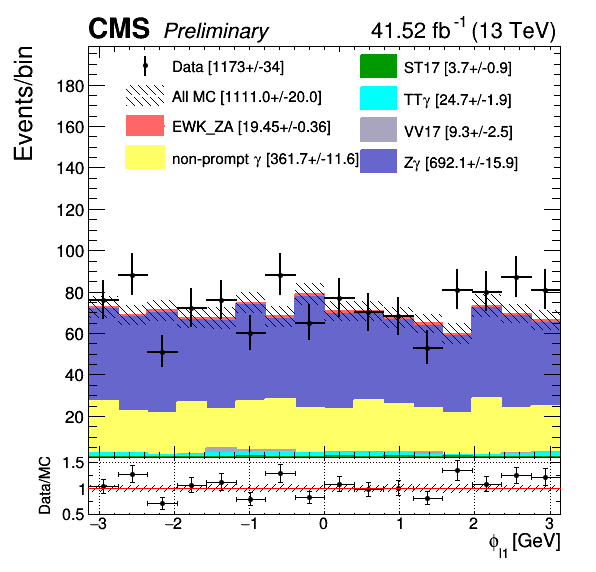 CMS Preliminary 41.52 fb⁻¹ (13 TeV)
Events/bin
Data [1173+/-34]
All MC [1111.0+/-20.0]
EWK_ZA [19.45+/-0.36]
non-prompt γ [361.7+/-11.6]
ST17 [3.7+/-0.9]
TTγ [24.7+/-1.9]
VV17 [9.3+/-2.5]
Zγ [692.1+/-15.9]
180
160
140
120
100
80
60
40
20
Data/MC
1.5
1
0.5
−3 −2 −1 0 1 2 3
ϕ_l1 [GeV]